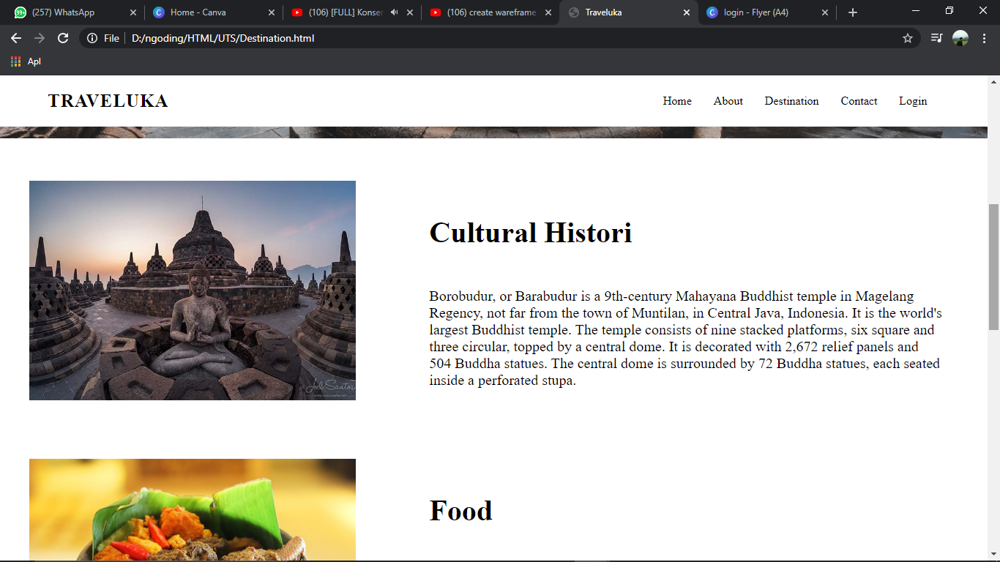 (257) WhatsApp
Home - Canva
(106) [FULL] Konser
(106) create wareframe
Traveluka
login - Flyer (A4)
File
D:/ngoding/HTML/UTS/Destination.html
Apl
TRAVELUKA
Home
About
Destination
Contact
Login
Cultural Histori
Borobudur, or Barabudur is a 9th-century Mahayana Buddhist temple in Magelang
Regency, not far from the town of Muntilan, in Central Java, Indonesia. It is the world's
largest Buddhist temple. The temple consists of nine stacked platforms, six square and
three circular, topped by a central dome. It is decorated with 2,672 relief panels and
504 Buddha statues. The central dome is surrounded by 72 Buddha statues, each seated
inside a perforated stupa.
Joel Santos
Food